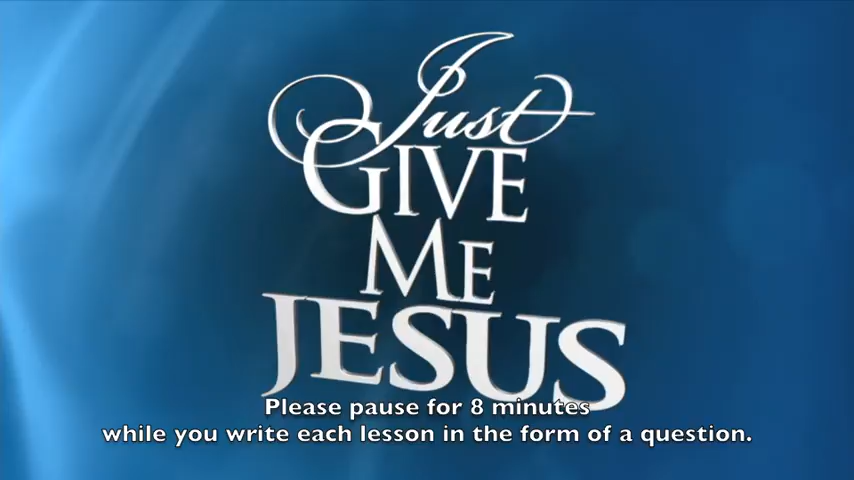 Just
GIVE
ME
JESUS
Please pause for 8 minutes
while you write each lesson in the form of a question.